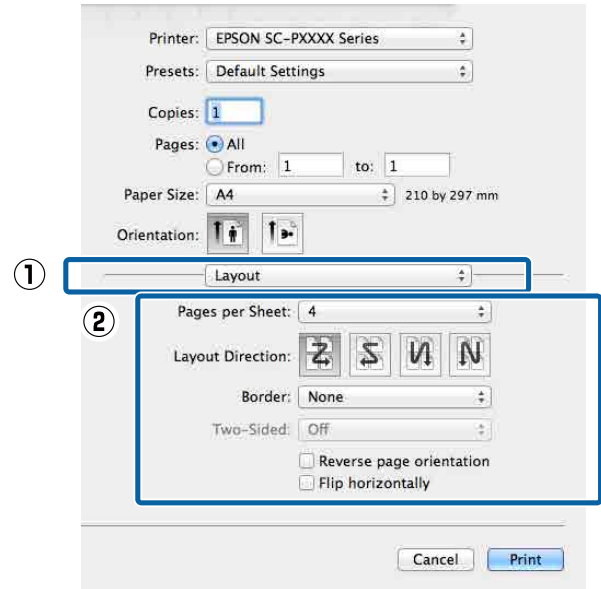 Printer: EPSON SC-PXXXX Series
Presets: Default Settings
Copies: 1
Pages: All
From: 1 to: 1
Paper Size: A4 210 by 297 mm
Orientation:
① Layout
②
Pages per Sheet: 4
Layout Direction:
Border: None
Two-Sided: Off
Reverse page orientation
Flip horizontally
Cancel Print